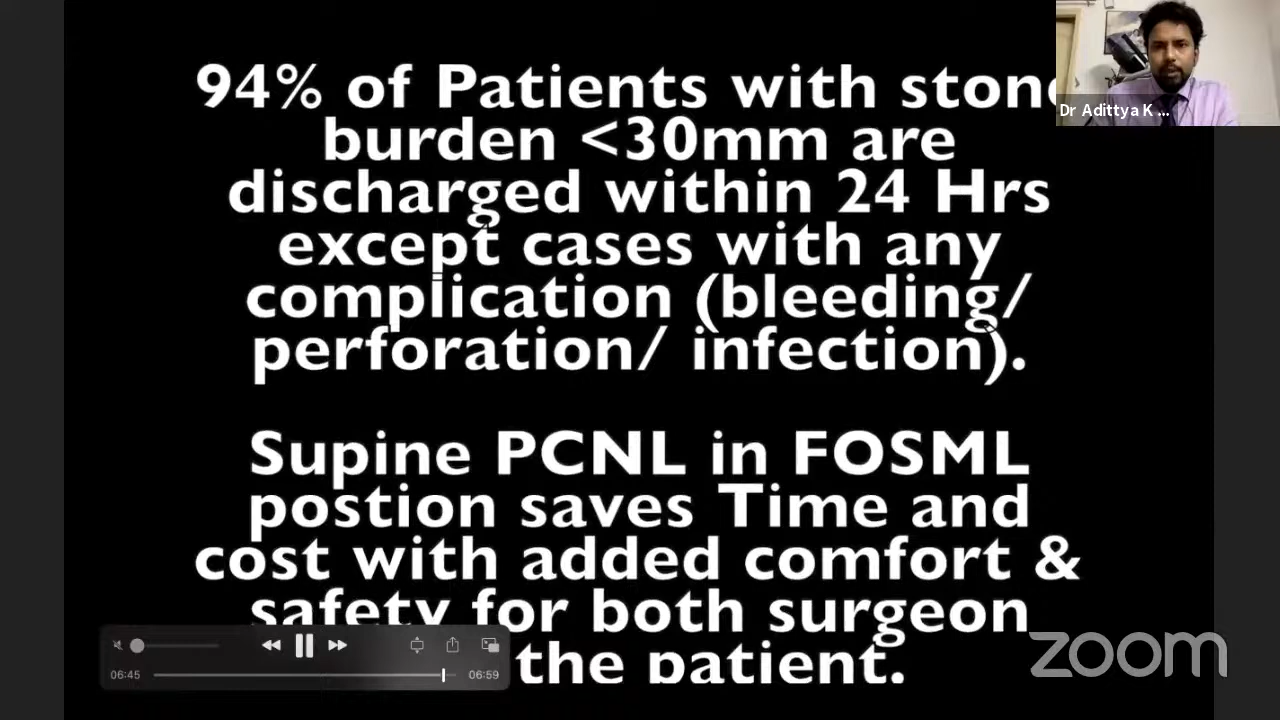 94% of Patients with stone
burden <30mm are
discharged within 24 Hrs
except cases with any
complication (bleeding/
perforation/ infection).
Supine PCNL in FOSML
postion saves Time and
cost with added comfort &
safety for both surgeon
the patient.
Dr Adittya K ...
06:45
06:59
zoom